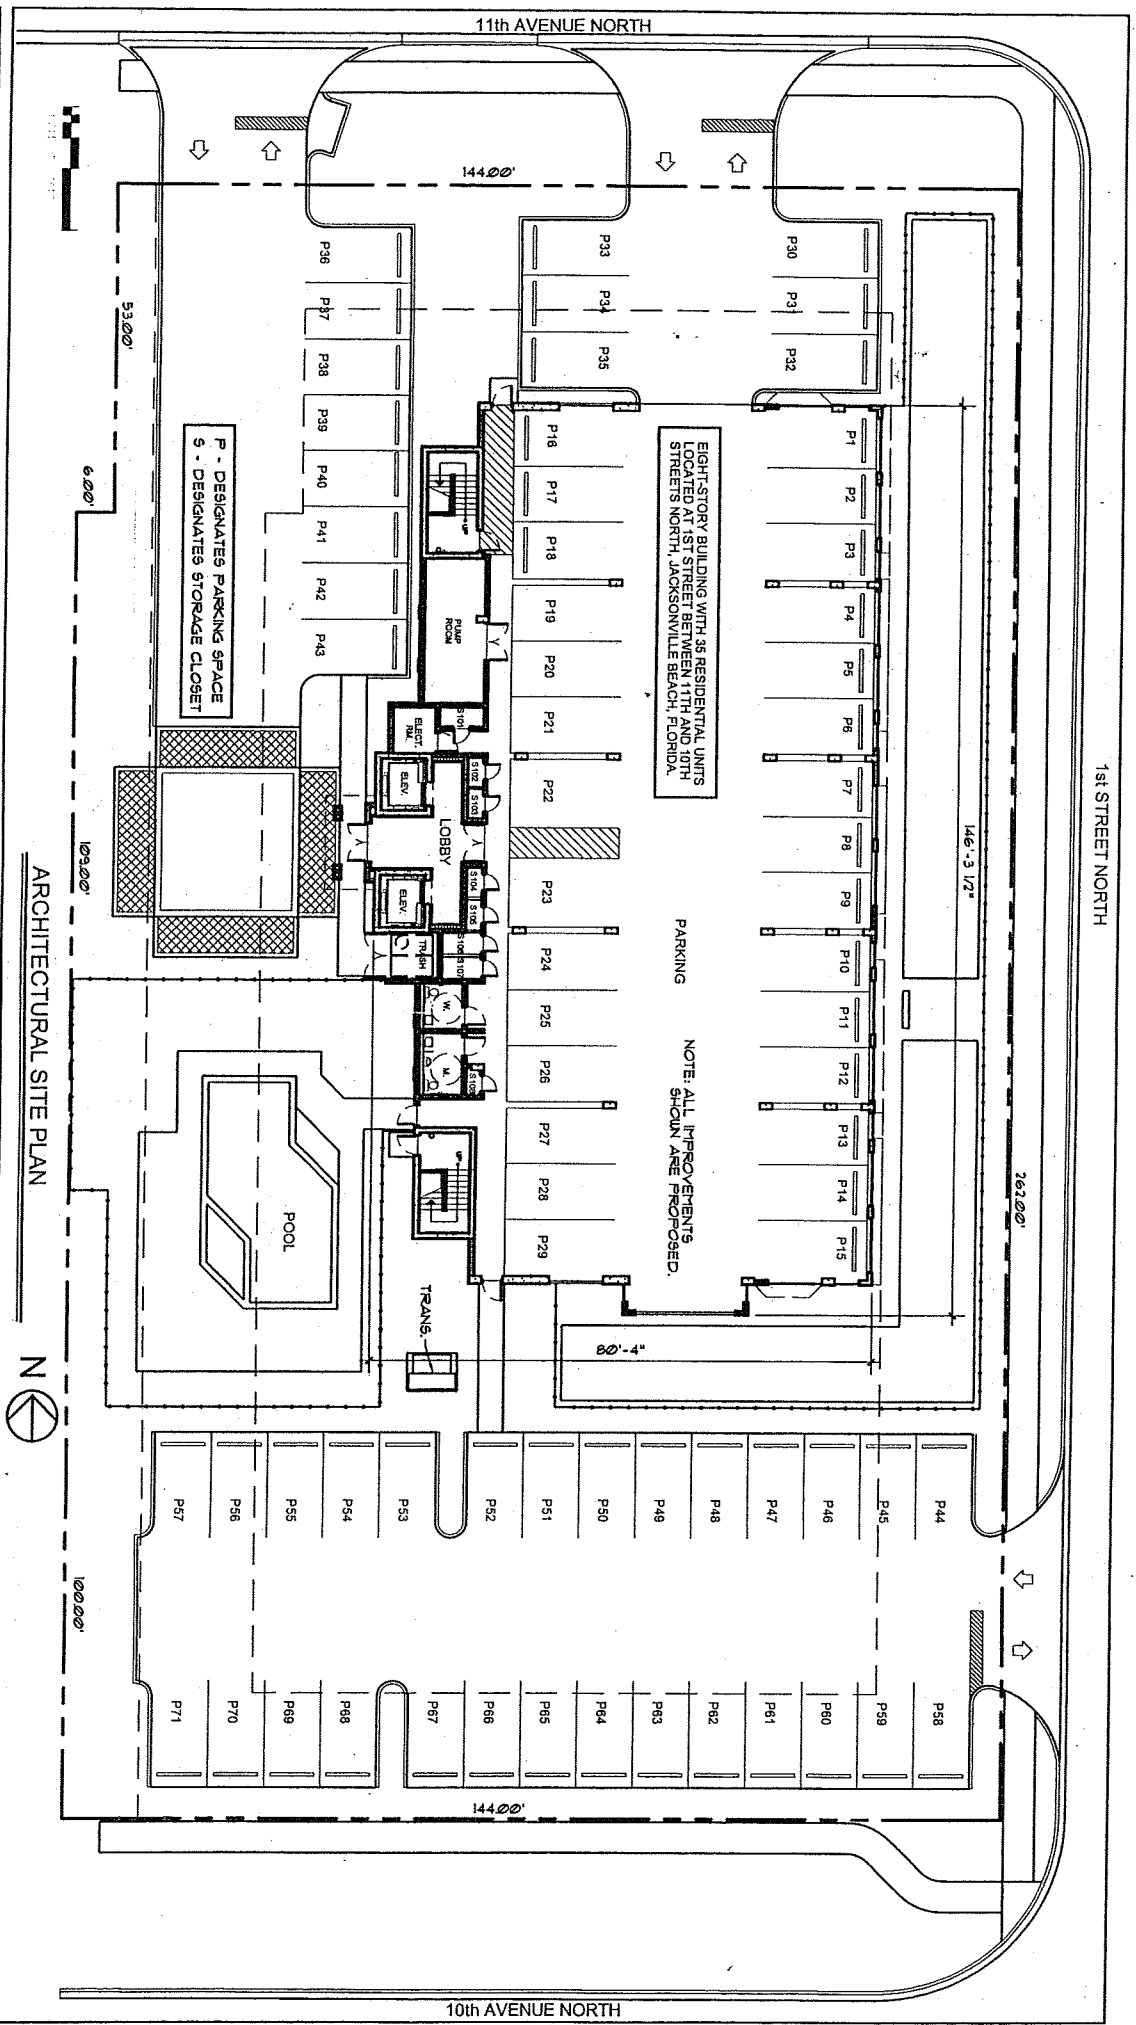 11th AVENUE NORTH
144.00'
P36
P37
P38
P39
P40
P41
P42
P43
P33
P34
P35
P30
P31
P32
53.00'
6.00'
109.00'
100.00'
P - DESIGNATES PARKING SPACE
S - DESIGNATES STORAGE CLOSET
EIGHT-STORY BUILDING WITH 35 RESIDENTIAL UNITS
LOCATED AT 1ST STREET BETWEEN 11TH AND 10TH
STREETS NORTH, JACKSONVILLE BEACH, FLORIDA.
P1
P2
P3
P4
P5
P6
P7
P8
P9
P10
P11
P12
P13
P14
P15
P16
P17
P18
P19
P20
P21
P22
P23
P24
P25
P26
P27
P28
P29
UP
PUMP
ROOM
ELECT.
RM.
S101
S102
S103
ELEV.
LOBBY
ELEV.
S104
S105
S106
S107
TRASH
W.
M.
S108
UP
PARKING
NOTE: ALL IMPROVEMENTS
SHOWN ARE PROPOSED.
146'-3 1/2"
1st STREET NORTH
262.00'
80'-4"
POOL
TRANS.
P57
P56
P55
P54
P53
P52
P51
P50
P49
P48
P47
P46
P45
P44
P71
P70
P69
P68
P67
P66
P65
P64
P63
P62
P61
P60
P59
P58
144.00'
10th AVENUE NORTH
ARCHITECTURAL SITE PLAN
N